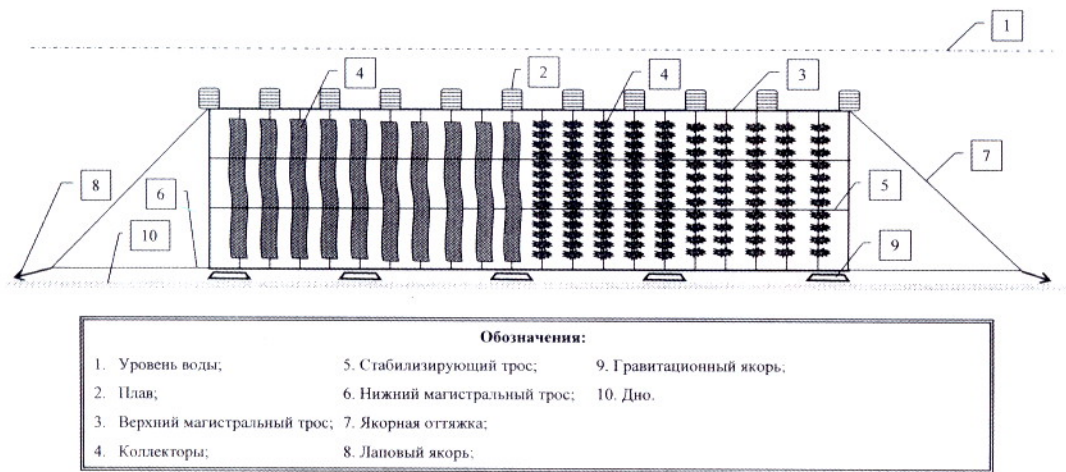 1
4
2
4
3
7
8
6
5
10
9
Обозначения:
1. Уровень воды; 5. Стабилизирующий трос; 9. Гравитационный якорь;
2. Плав; 6. Нижний магистральный трос; 10. Дно.
3. Верхний магистральный трос; 7. Якорная оттяжка;
4. Коллекторы; 8. Лаповый якорь;